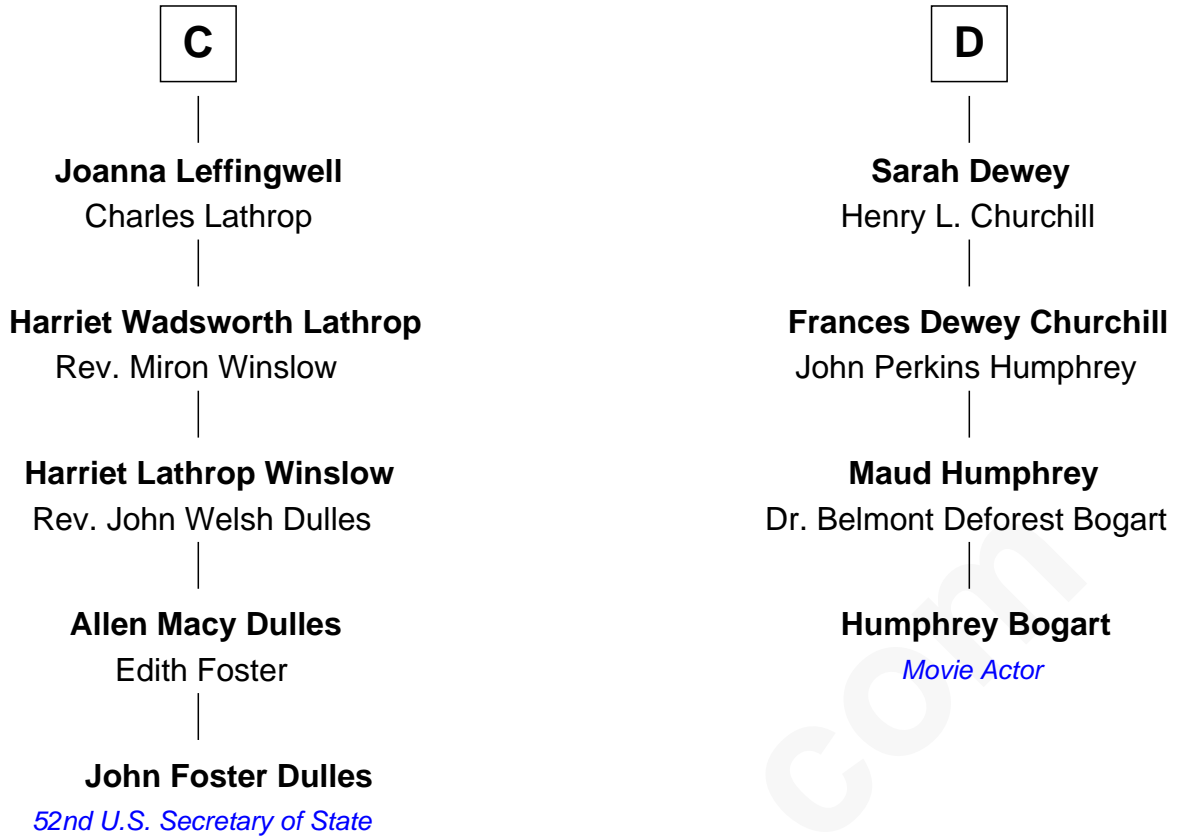 C
Joanna Leffingwell
Charles Lathrop
Harriet Wadsworth Lathrop
Rev. Miron Winslow
Harriet Lathrop Winslow
Rev. John Welsh Dulles
Allen Macy Dulles
Edith Foster
John Foster Dulles
52nd U.S. Secretary of State
D
Sarah Dewey
Henry L. Churchill
Frances Dewey Churchill
John Perkins Humphrey
Maud Humphrey
Dr. Belmont Deforest Bogart
Humphrey Bogart
Movie Actor
com